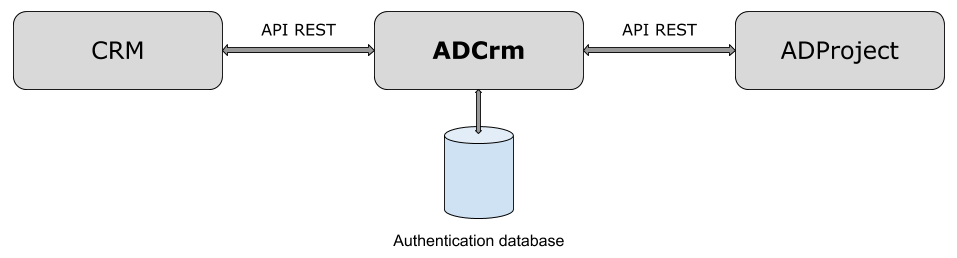 API REST
API REST
CRM
ADCrm
ADProject
Authentication database